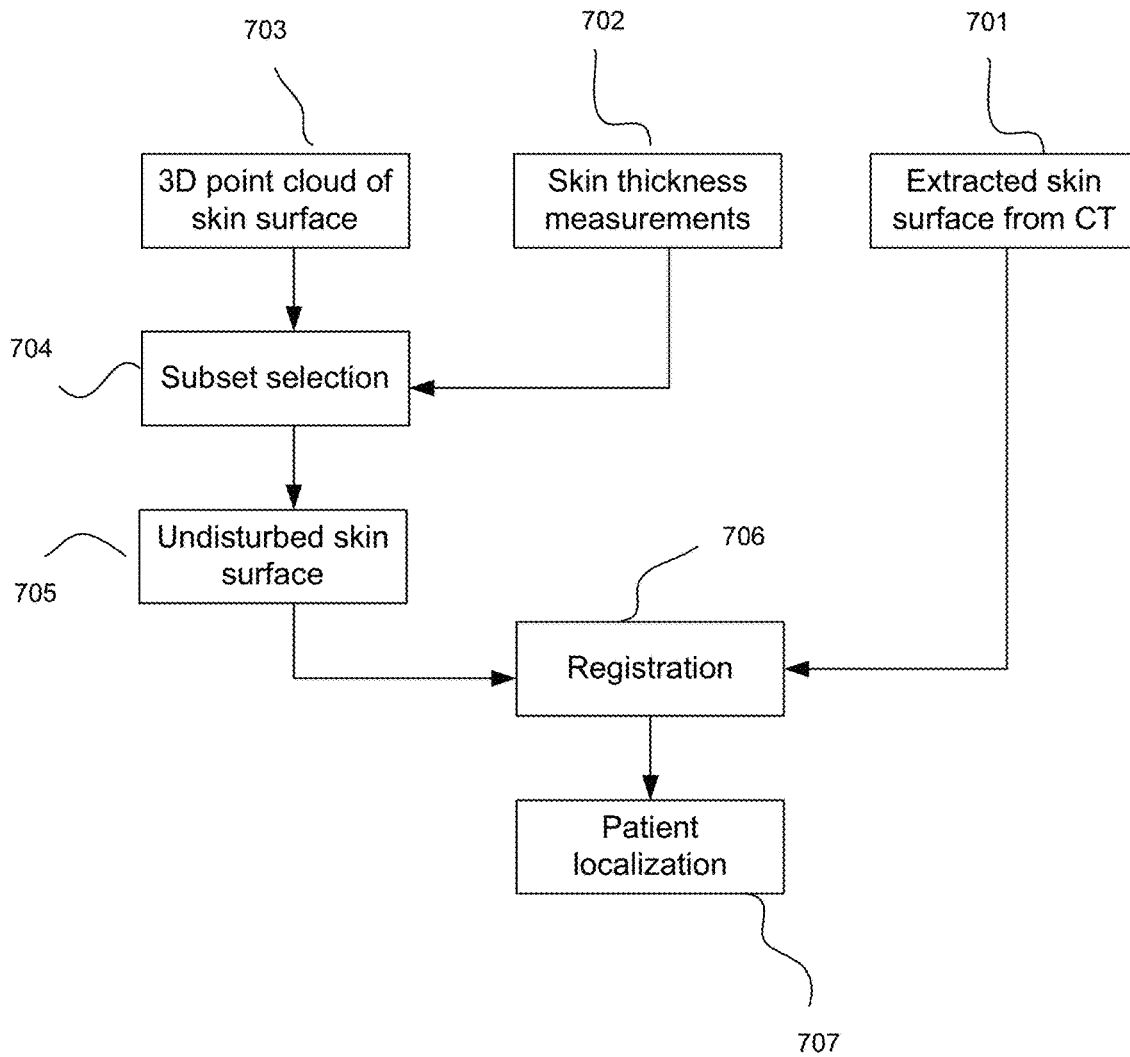 703
702
701
3D point cloud of
skin surface
Skin thickness
measurements
Extracted skin
surface from CT
704
Subset selection
705
Undisturbed skin
surface
706
Registration
Patient
localization
707